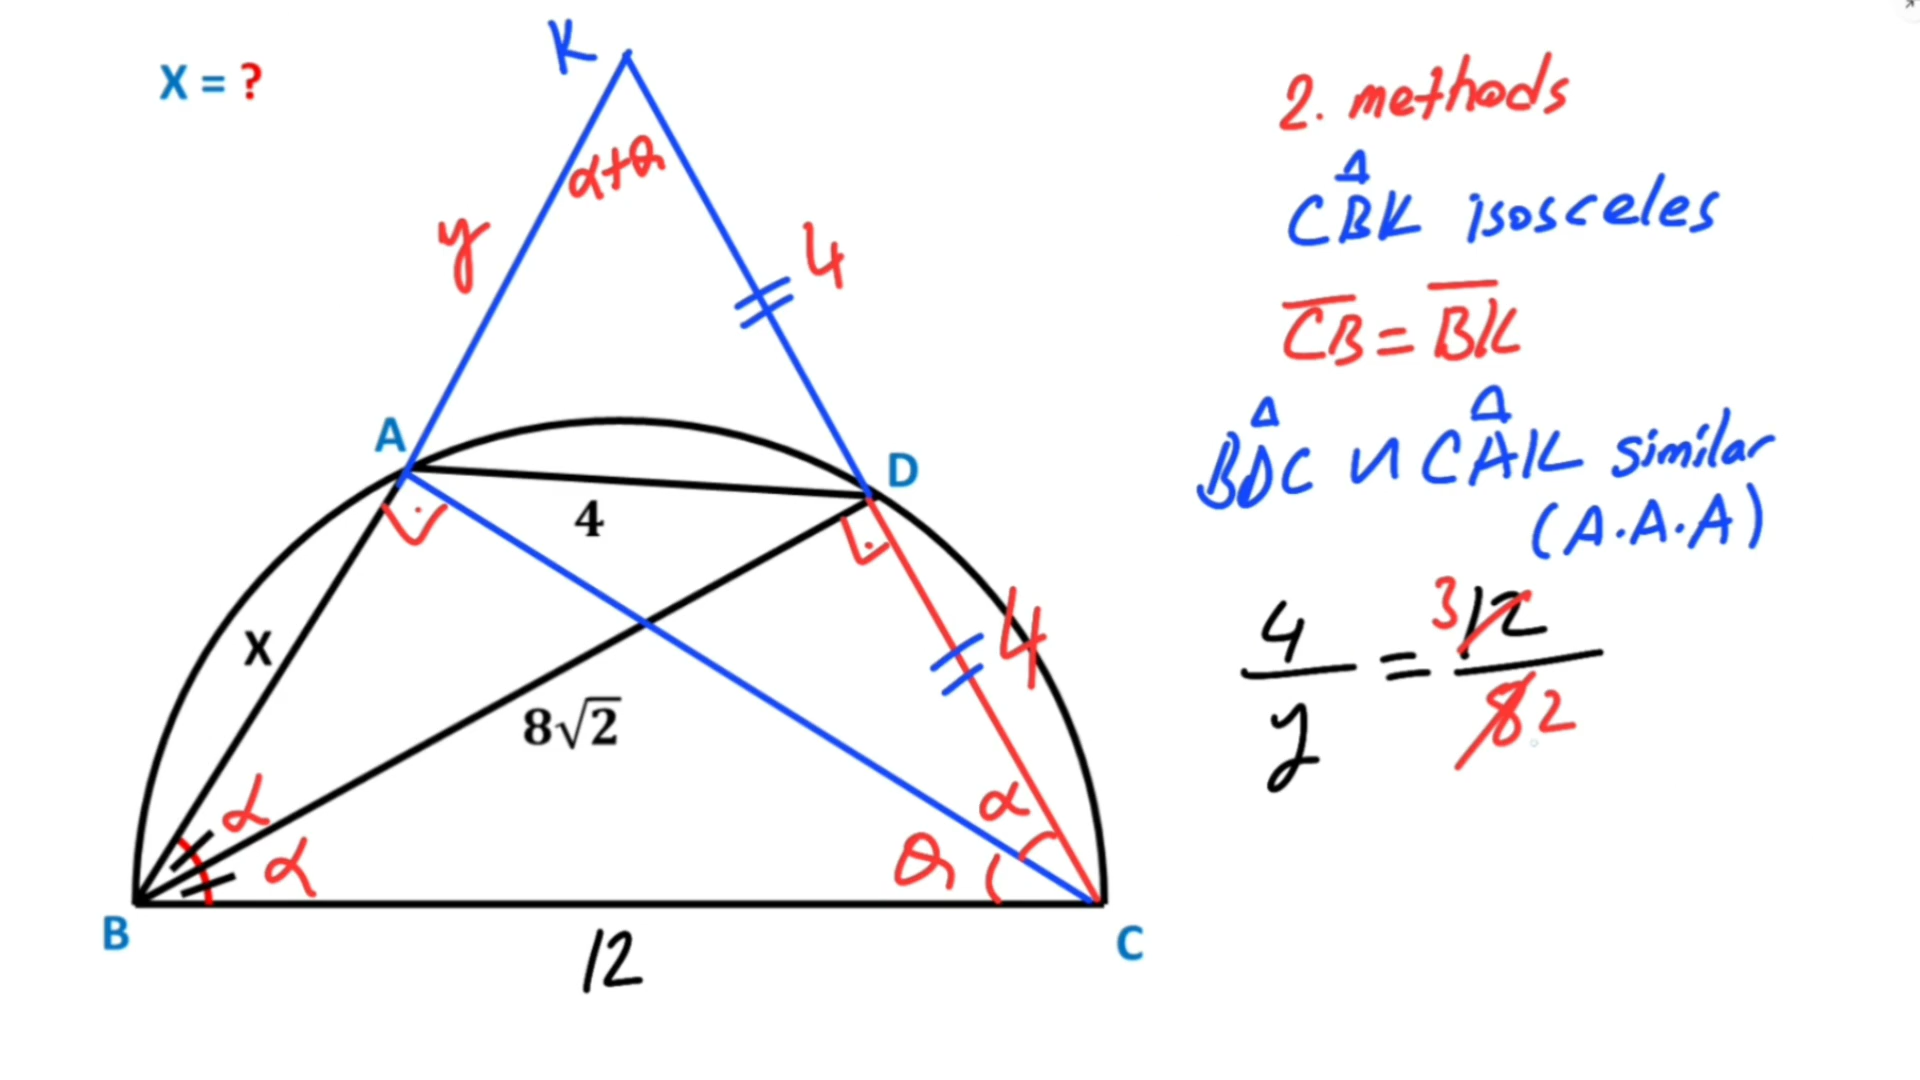 X = ?
K
α+θ
y
4
A
D
4
X
8√2
4
α
α
α
θ
B
12
C
2. methods
CBK isosceles
CB = BK
BDC ∽ CAK similar
(A.A.A)
4/y = 12/8
3
2